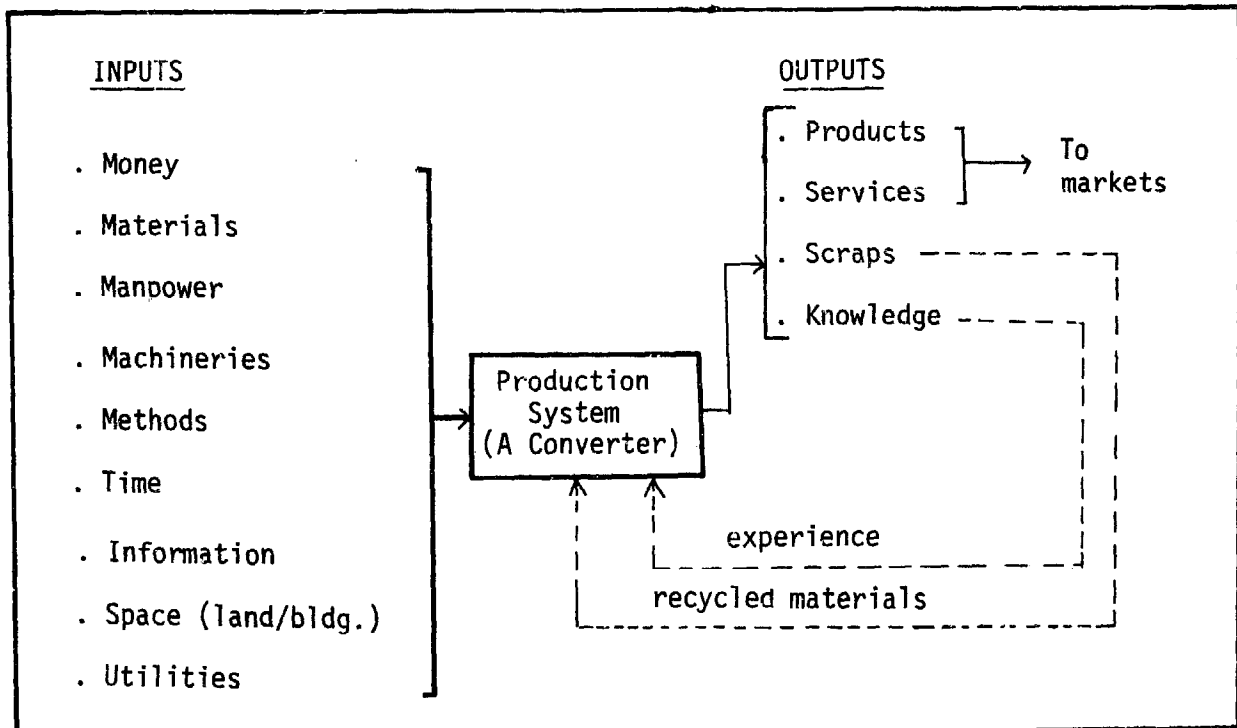 INPUTS
. Money
. Materials
. Manpower
. Machineries
. Methods
. Time
. Information
. Space (land/bldg.)
. Utilities
Production
System
(A Converter)
OUTPUTS
. Products
. Services
. Scraps
. Knowledge
To
markets
experience
recycled materials